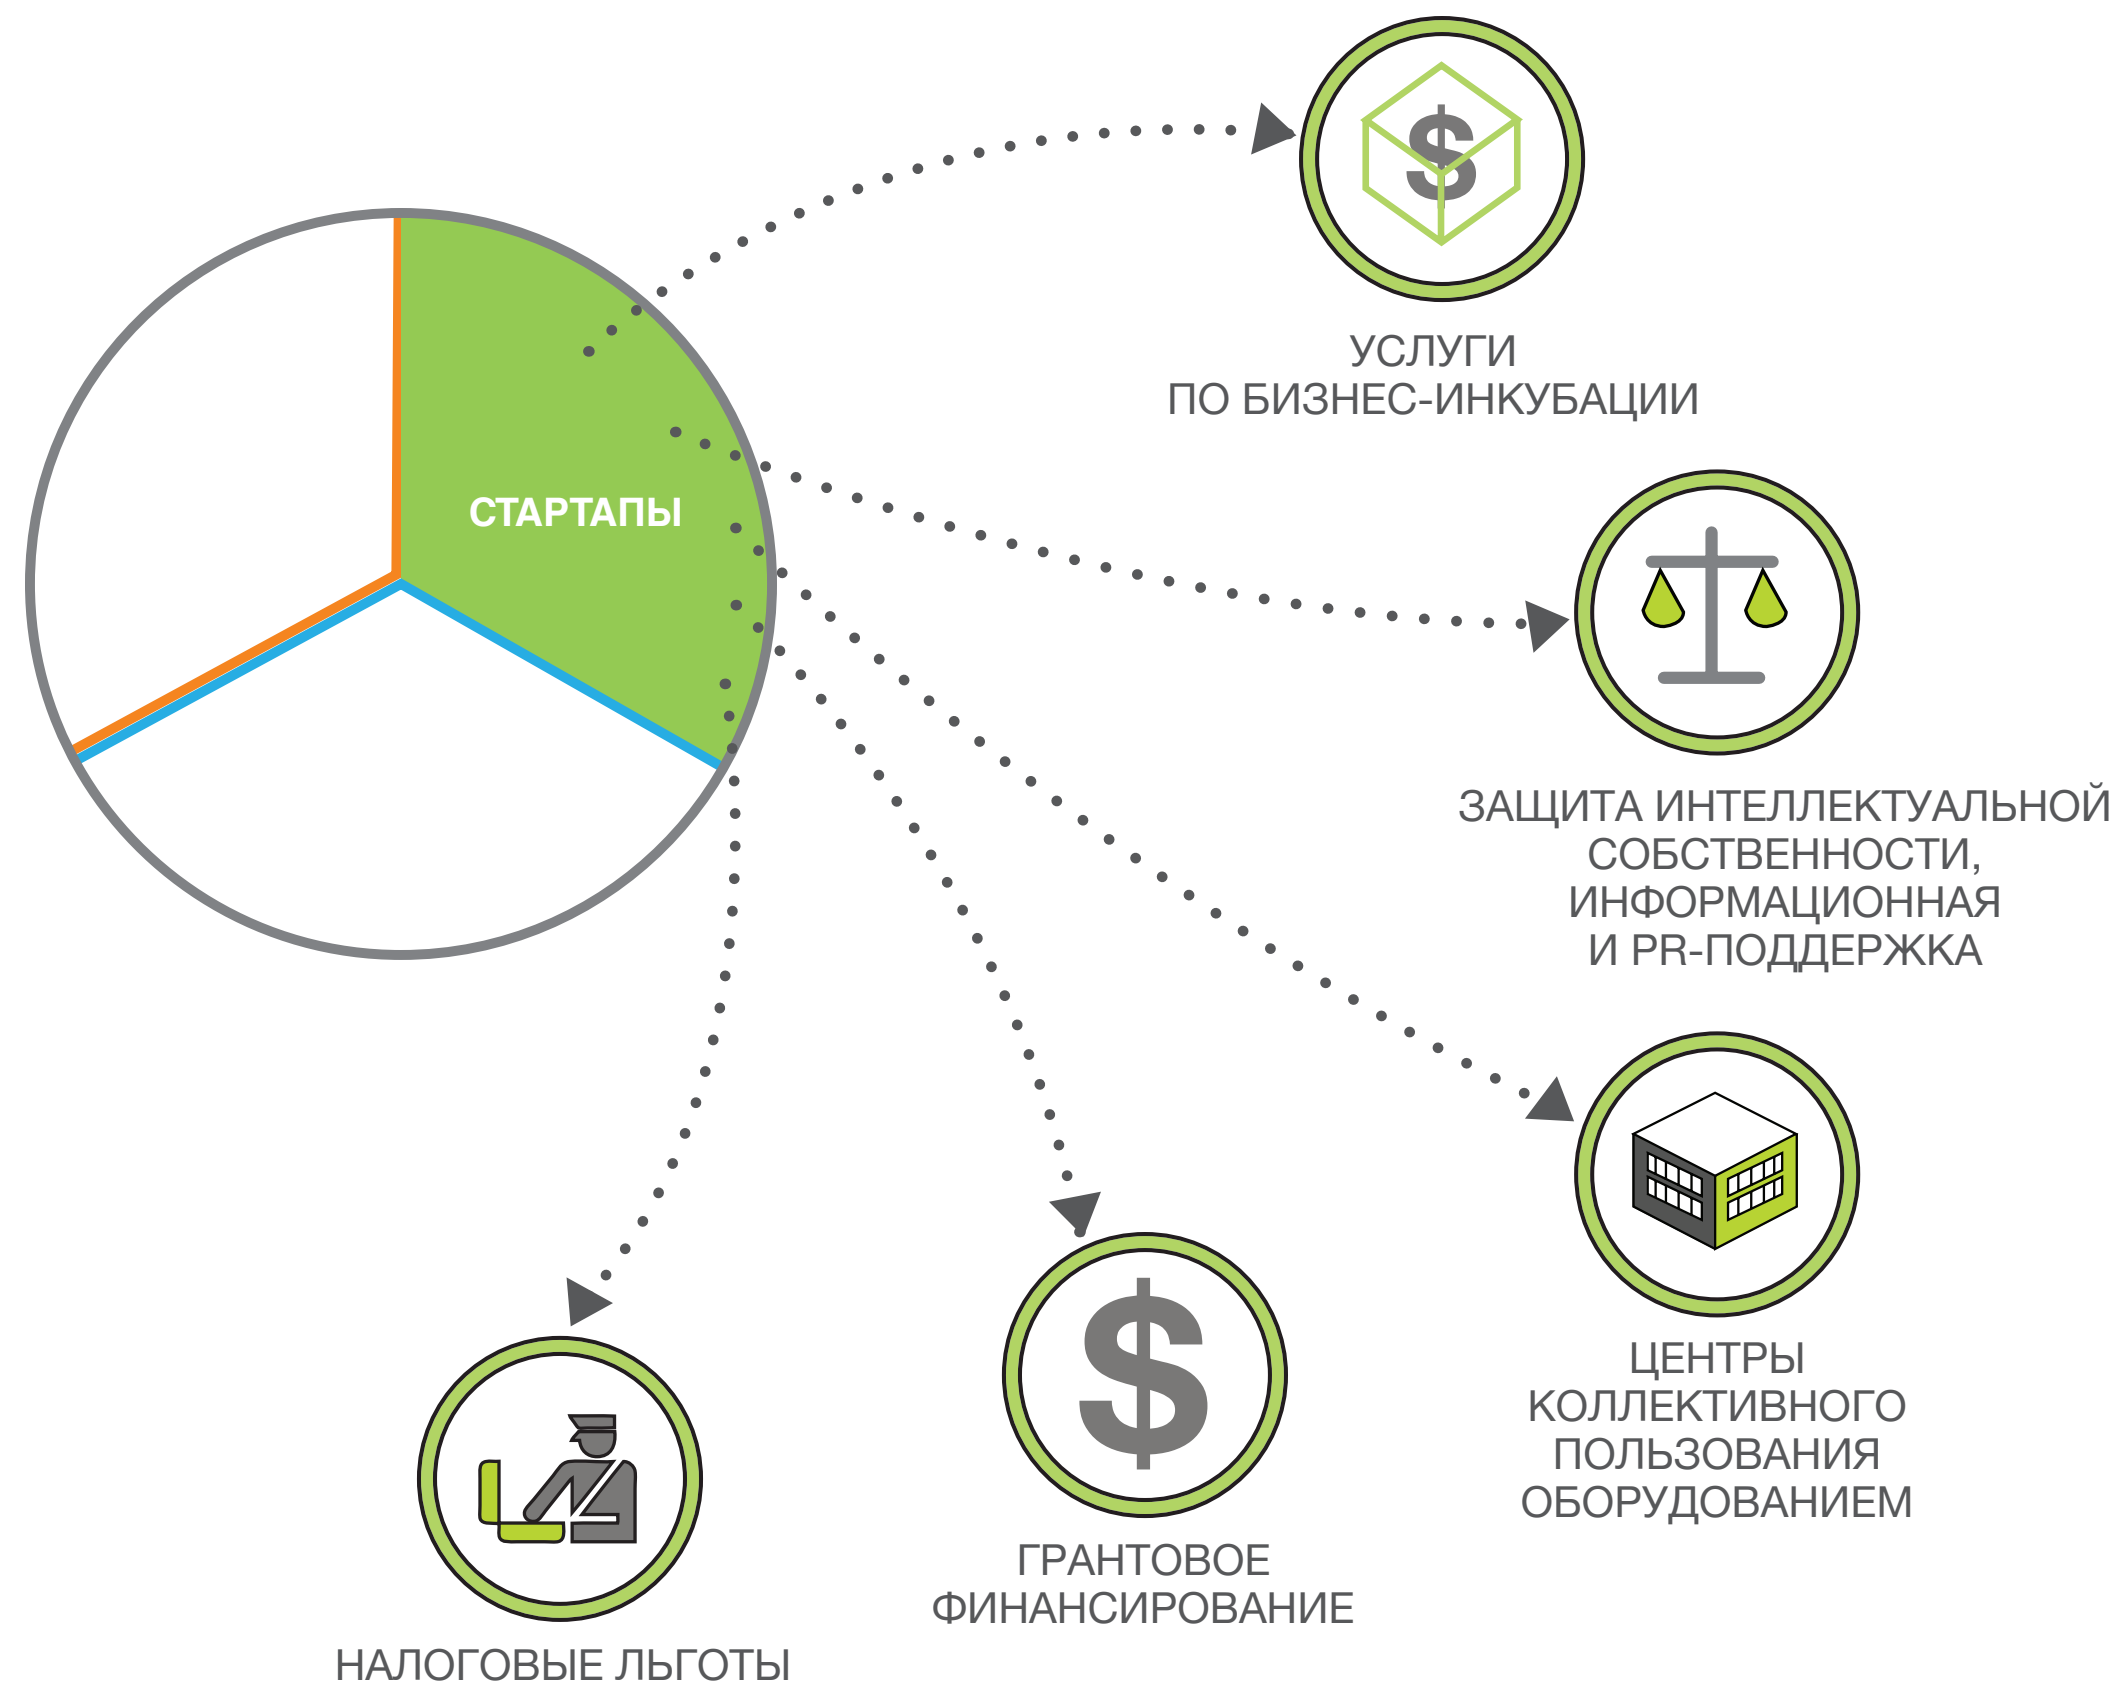 СТАРТАПЫ
УСЛУГИ
ПО БИЗНЕС-ИНКУБАЦИИ
ЗАЩИТА ИНТЕЛЛЕКТУАЛЬНОЙ
СОБСТВЕННОСТИ,
ИНФОРМАЦИОННАЯ
И PR-ПОДДЕРЖКА
ЦЕНТРЫ
КОЛЛЕКТИВНОГО
ПОЛЬЗОВАНИЯ
ОБОРУДОВАНИЕМ
$
ГРАНТОВОЕ
ФИНАНСИРОВАНИЕ
НАЛОГОВЫЕ ЛЬГОТЫ